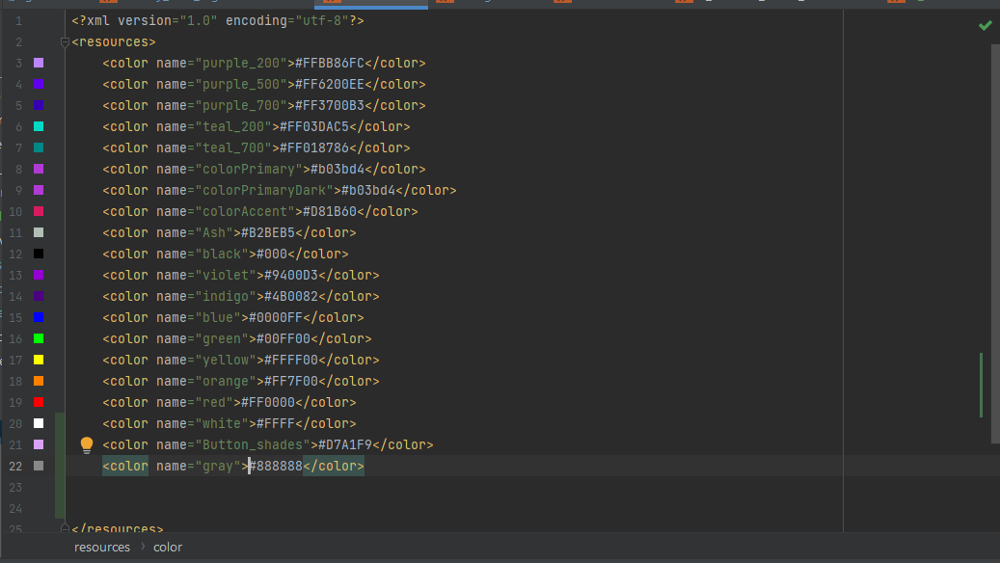 1 <?xml version="1.0" encoding="utf-8"?>
2 <resources>
3 <color name="purple_200">#FFBB86FC</color>
4 <color name="purple_500">#FF6200EE</color>
5 <color name="purple_700">#FF3700B3</color>
6 <color name="teal_200">#FF03DAC5</color>
7 <color name="teal_700">#FF018786</color>
8 <color name="colorPrimary">#b03bd4</color>
9 <color name="colorPrimaryDark">#b03bd4</color>
10 <color name="colorAccent">#D81B60</color>
11 <color name="Ash">#B2BEB5</color>
12 <color name="black">#000</color>
13 <color name="violet">#9400D3</color>
14 <color name="indigo">#4B0082</color>
15 <color name="blue">#0000FF</color>
16 <color name="green">#00FF00</color>
17 <color name="yellow">#FFFF00</color>
18 <color name="orange">#FF7F00</color>
19 <color name="red">#FF0000</color>
20 <color name="white">#FFFF</color>
21 <color name="Button_shades">#D7A1F9</color>
22 <color name="gray">#888888</color>
23
24
25 </resources>
resources › color